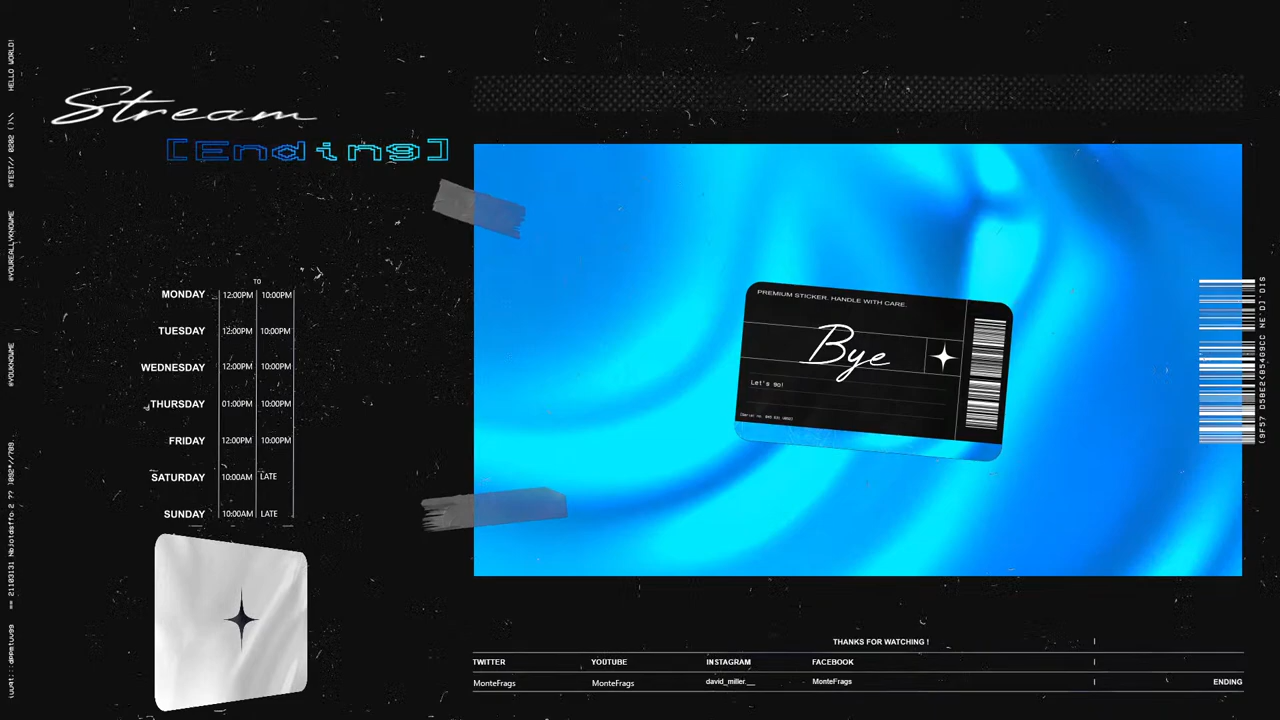 Stream
[Ending]
TO
MONDAY 12:00PM 10:00PM
TUESDAY 12:00PM 10:00PM
WEDNESDAY 12:00PM 10:00PM
THURSDAY 01:00PM 10:00PM
FRIDAY 12:00PM 10:00PM
SATURDAY 10:00AM LATE
SUNDAY 10:00AM LATE
PREMIUM STICKER. HANDLE WITH CARE.
Bye
Let's go!
THANKS FOR WATCHING !
TWITTER YOUTUBE INSTAGRAM FACEBOOK
MonteFrags MonteFrags david_miller__ MonteFrags ENDING
HELLO WORLD!
@YOUREALLYKNOWME
@YOUKNOWME